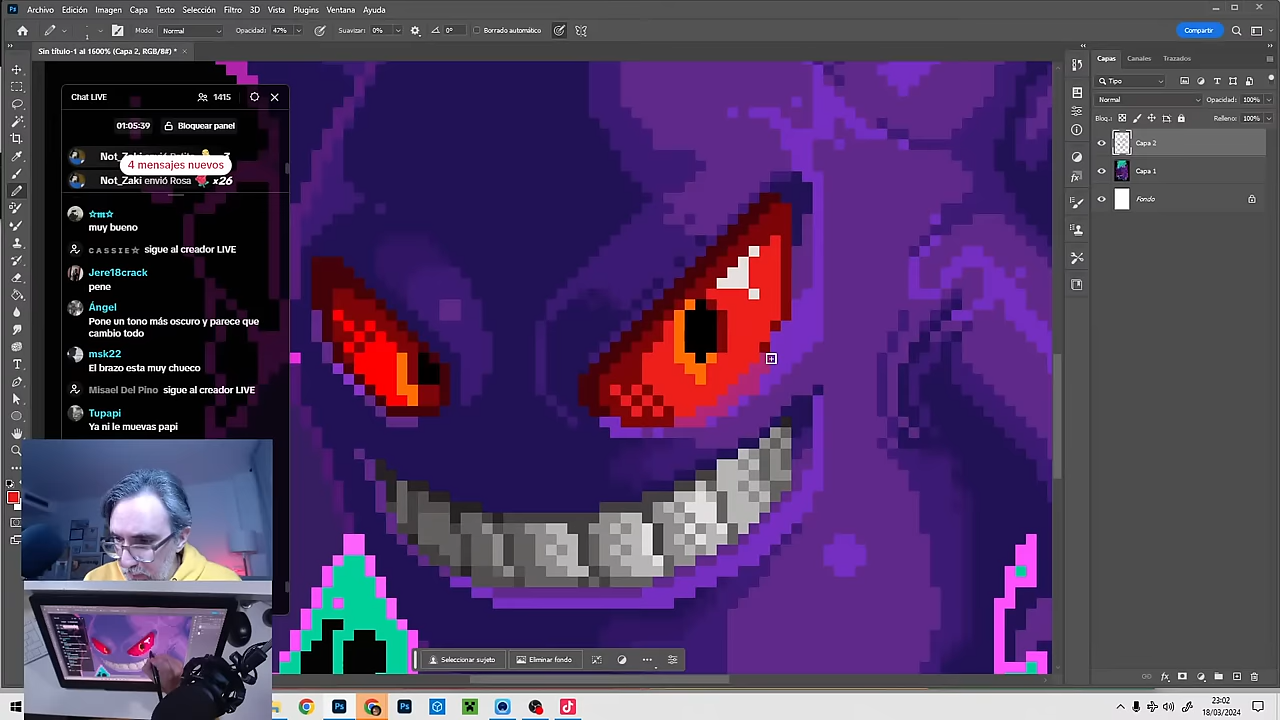 Ps Archivo Edición Imagen Capa Texto Selección Filtro 3D Vista Plugins Ventana Ayuda
Modo: Normal Opacidad: 47% Suavizar: 0% 0° Borrado automático Compartir
Sin título-1 al 1600% (Capa 2, RGB/8#) *
Chat LIVE 1415
01:05:39 Bloquear panel
Not_Zaki envió
4 mensajes nuevos
Not_Zaki envió Rosa x26
☆m☆
muy bueno
CASSIE☆ sigue al creador LIVE
Jere18crack
pene
Ángel
Pone un tono más oscuro y parece que
cambio todo
msk22
El brazo esta muy chueco
Misael Del Pino sigue al creador LIVE
Tupapi
Ya ni le muevas papi
Capas Canales Trazados
Tipo
Normal Opacidad: 100%
Bloq.: Relleno: 100%
Capa 2
Capa 1
Fondo
Seleccionar sujeto Eliminar fondo
23:02
18/03/2024